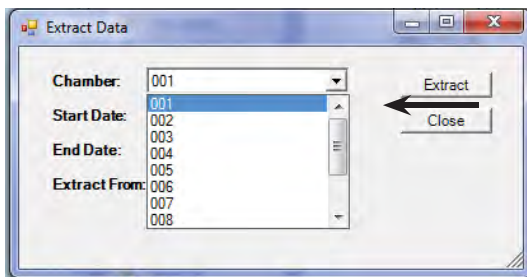 Extract Data
Chamber: 001
Extract
001
Start Date: 002
Close
003
End Date: 004
005
Extract From: 006
007
008